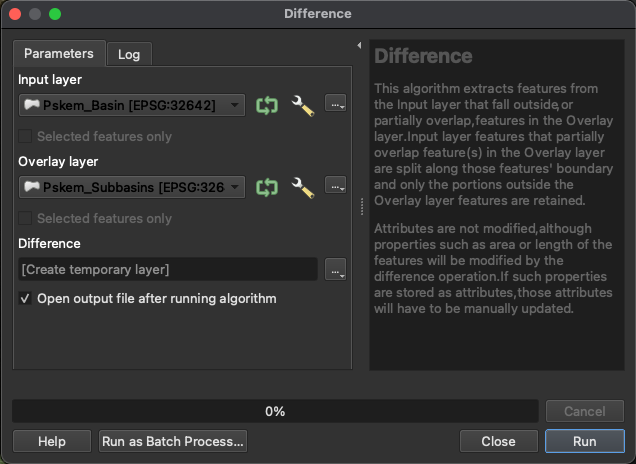 Difference
Parameters
Log
Input layer
Pskem_Basin [EPSG:32642]
...
Selected features only
Overlay layer
Pskem_Subbasins [EPSG:326
...
Selected features only
Difference
[Create temporary layer]
...
Open output file after running algorithm
Difference
This algorithm extracts features from
the Input layer that fall outside,or
partially overlap,features in the Overlay
layer.Input layer features that partially
overlap feature(s) in the Overlay layer
are split along those features' boundary
and only the portions outside the
Overlay layer features are retained.
Attributes are not modified,although
properties such as area or length of the
features will be modified by the
difference operation.If such properties
are stored as attributes,those attributes
will have to be manually updated.
0%
Cancel
Help
Run as Batch Process...
Close
Run